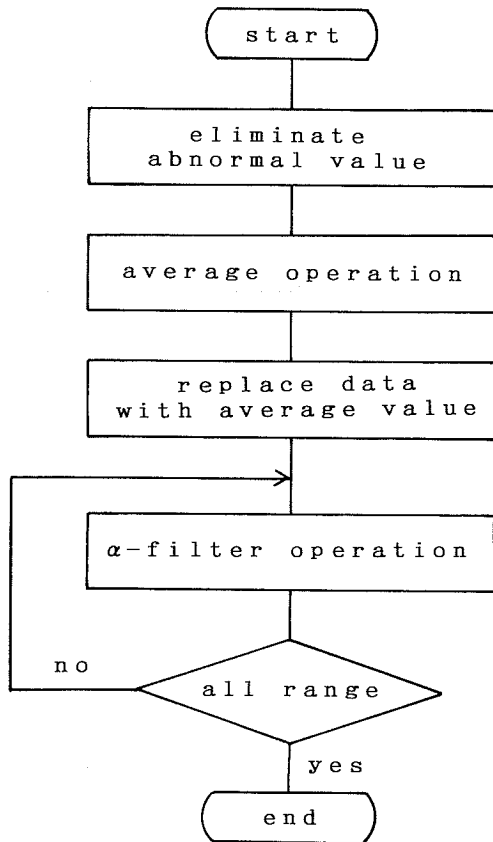 start
eliminate
abnormal value
average operation
replace data
with average value
α-filter operation
no
all range
yes
end